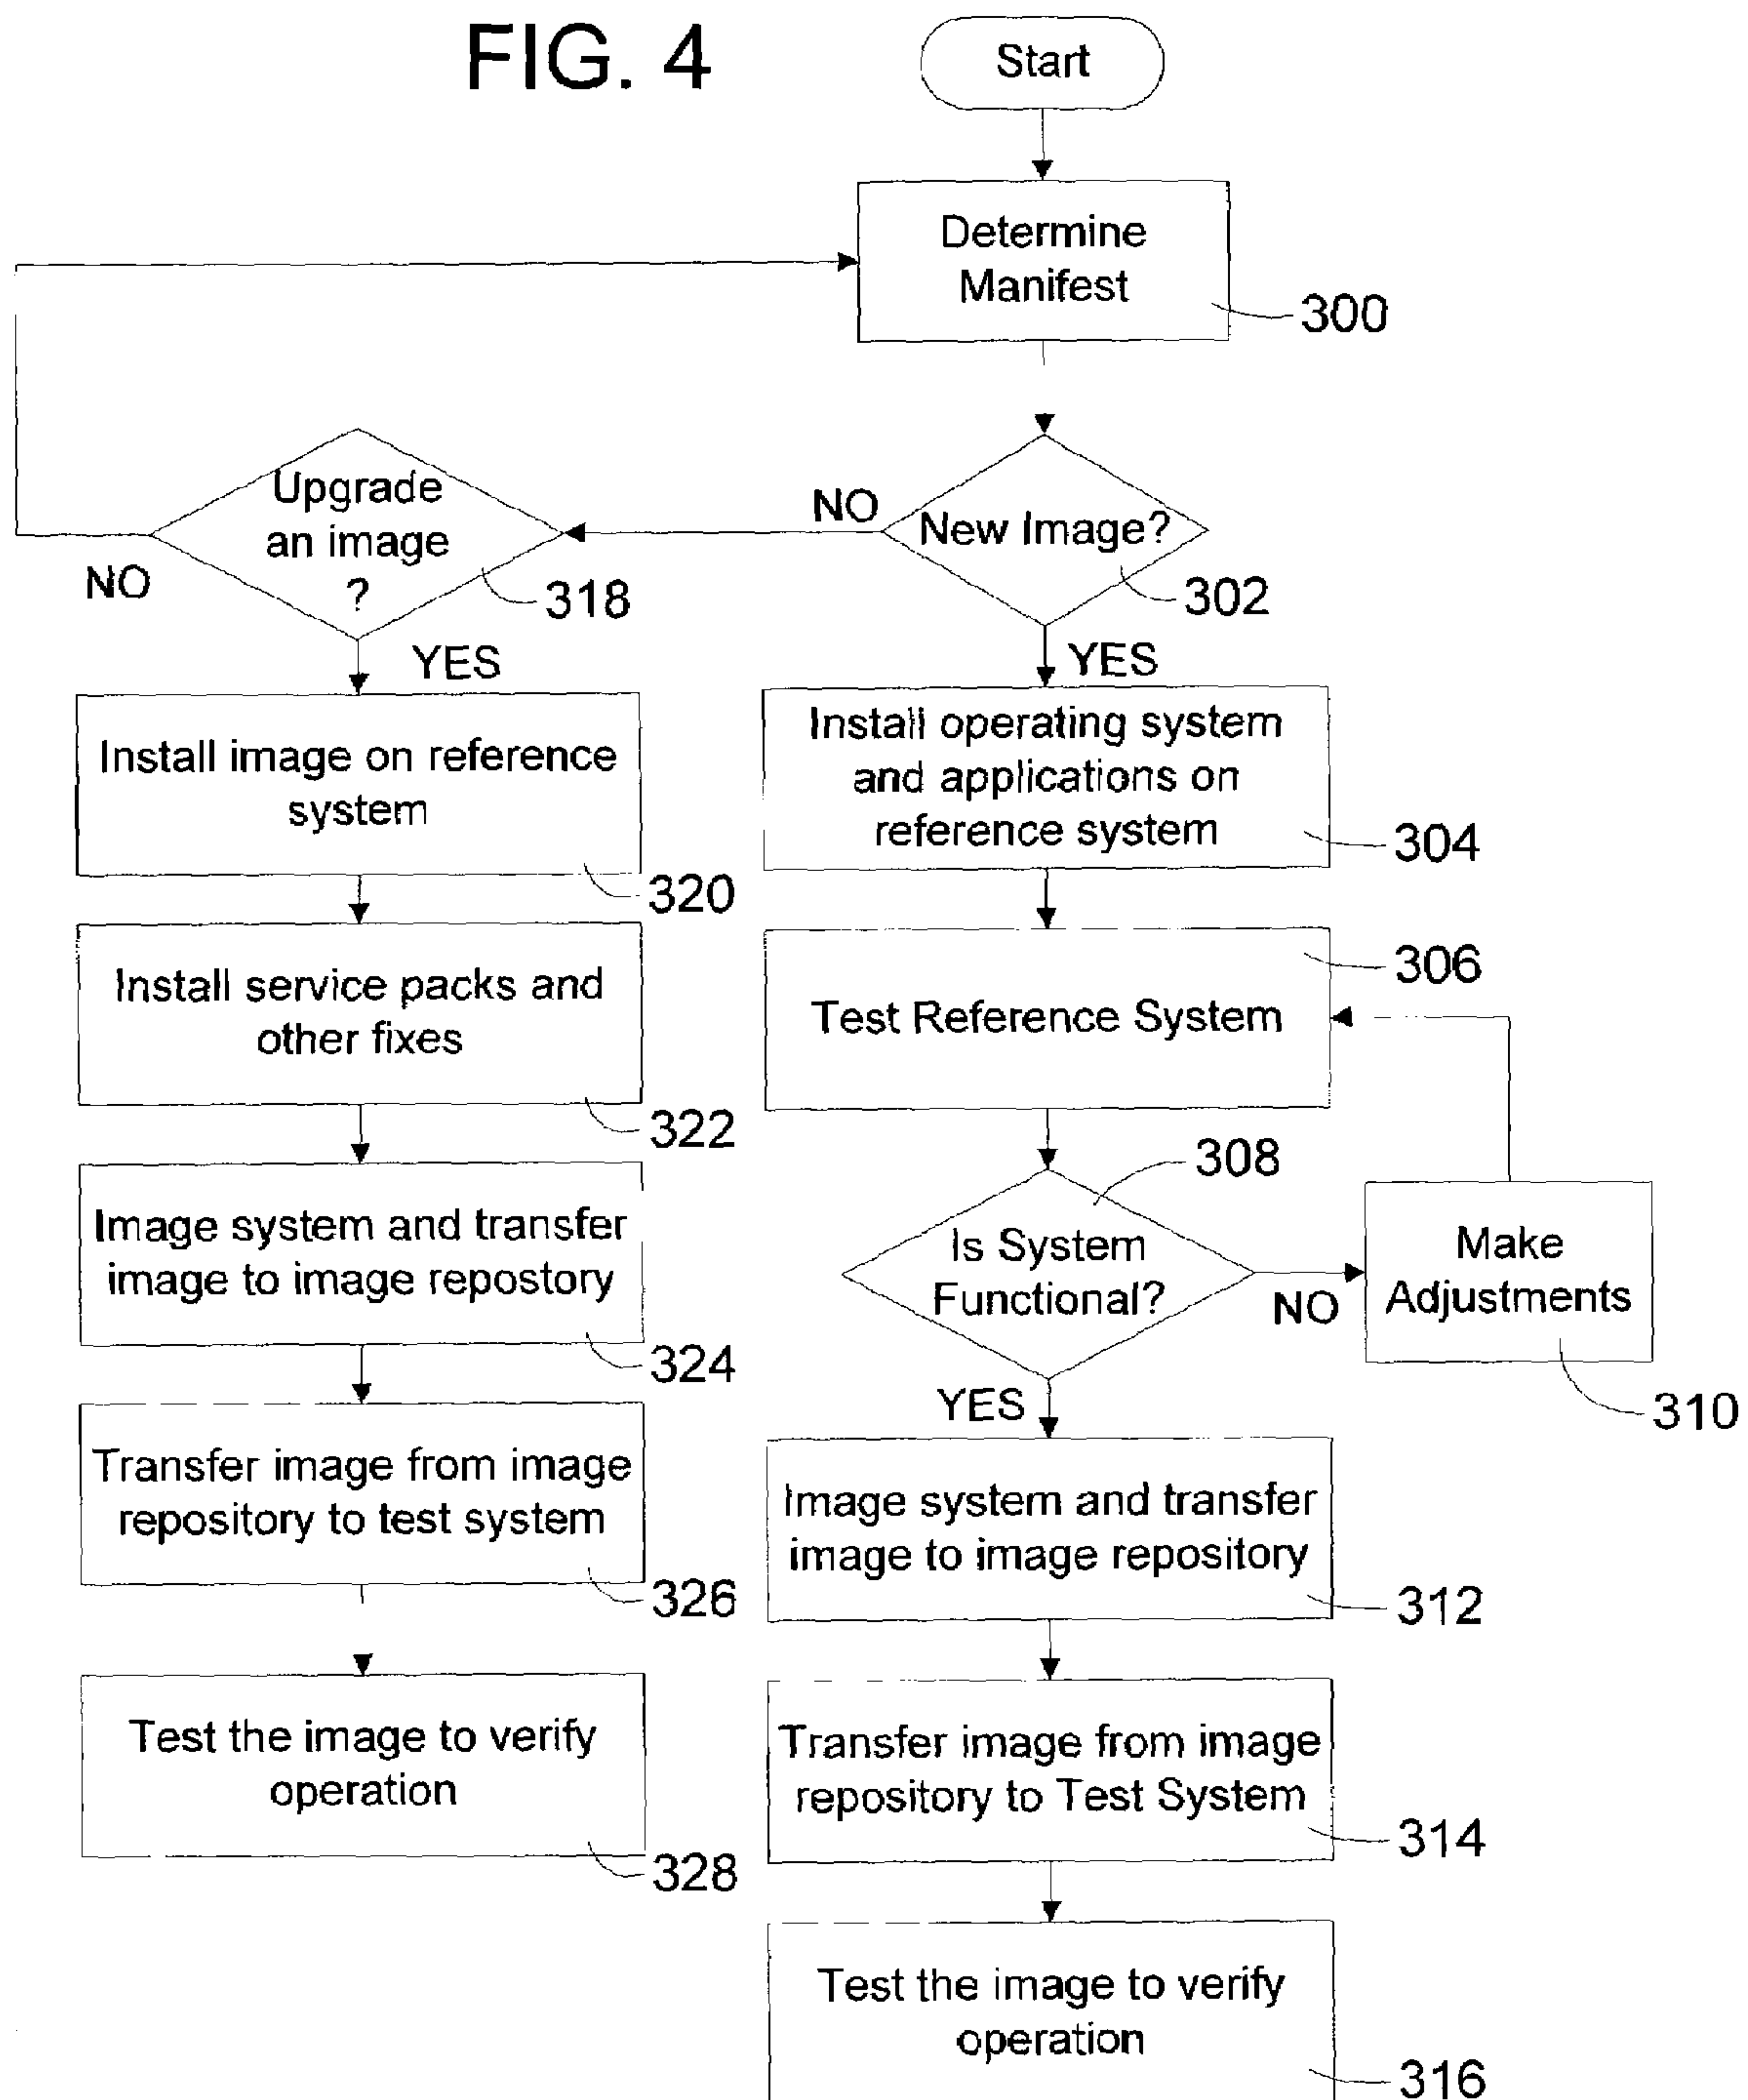 FIG. 4
Start
Determine
Manifest
300
New Image?
302
NO
YES
Upgrade
an image
?
318
NO
YES
Install image on reference
system
320
Install service packs and
other fixes
322
Image system and transfer
image to image repostory
324
Transfer image from image
repository to test system
326
Test the image to verify
operation
328
Install operating system
and applications on
reference system
304
Test Reference System
306
Is System
Functional?
308
NO
Make
Adjustments
310
YES
Image system and transfer
image to image repository
312
Transfer image from image
repository to Test System
314
Test the image to verify
operation
316